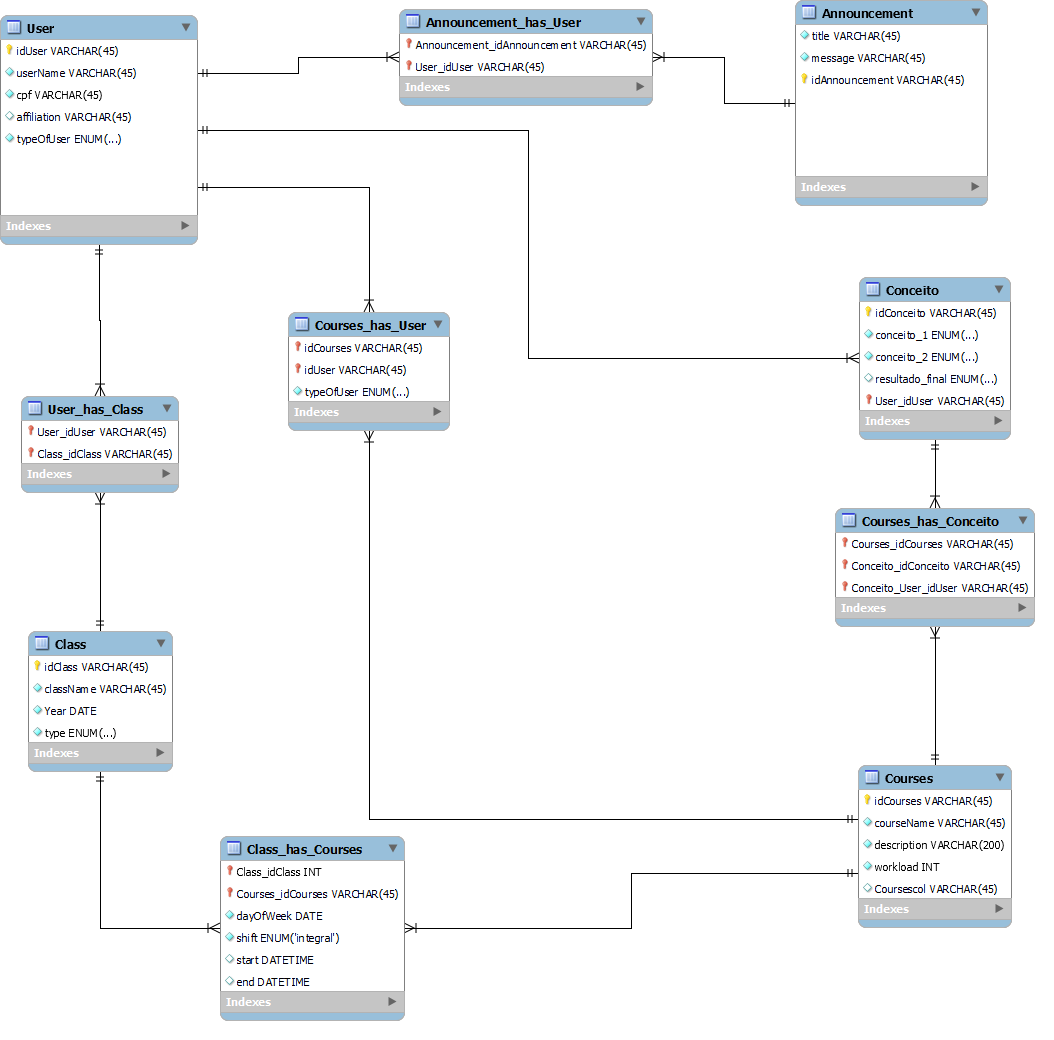 User
idUser VARCHAR(45)
userName VARCHAR(45)
cpf VARCHAR(45)
affiliation VARCHAR(45)
typeOfUser ENUM(...)
Indexes
Announcement_has_User
Announcement_idAnnouncement VARCHAR(45)
User_idUser VARCHAR(45)
Indexes
Announcement
title VARCHAR(45)
message VARCHAR(45)
idAnnouncement VARCHAR(45)
Indexes
Courses_has_User
idCourses VARCHAR(45)
idUser VARCHAR(45)
typeOfUser ENUM(...)
Indexes
Conceito
idConceito VARCHAR(45)
conceito_1 ENUM(...)
conceito_2 ENUM(...)
resultado_final ENUM(...)
User_idUser VARCHAR(45)
Indexes
User_has_Class
User_idUser VARCHAR(45)
Class_idClass VARCHAR(45)
Indexes
Courses_has_Conceito
Courses_idCourses VARCHAR(45)
Conceito_idConceito VARCHAR(45)
Conceito_User_idUser VARCHAR(45)
Indexes
Class
idClass VARCHAR(45)
className VARCHAR(45)
Year DATE
type ENUM(...)
Indexes
Courses
idCourses VARCHAR(45)
courseName VARCHAR(45)
description VARCHAR(200)
workload INT
Coursescol VARCHAR(45)
Indexes
Class_has_Courses
Class_idClass INT
Courses_idCourses VARCHAR(45)
dayOfWeek DATE
shift ENUM('integral')
start DATETIME
end DATETIME
Indexes